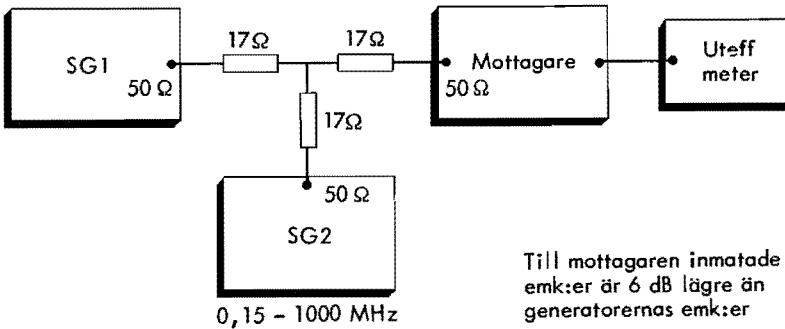 17Ω
17Ω
SG1
50 Ω
Mottagare
50 Ω
Uteff
meter
17Ω
50 Ω
SG2
0,15 - 1000 MHz
Till mottagaren inmatade
emk:er är 6 dB lägre än
generatorernas emk:er